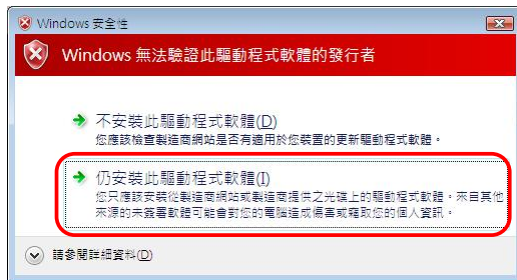 Windows 安全性
Windows 無法驗證此驅動程式軟體的發行者
不安裝此驅動程式軟體(D)
您應該檢查製造商網站是否有適用於您裝置的更新驅動程式軟體。
仍安裝此驅動程式軟體(I)
您只應該安裝從製造商網站或製造商提供之光碟上的驅動程式軟體。來自其他
來源的未簽署軟體可能會對您的電腦造成傷害或竊取您的個人資訊。
請參閱詳細資料(D)